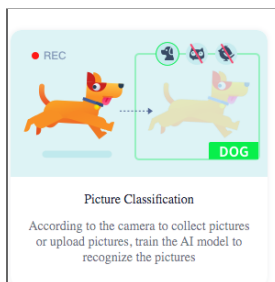 REC
DOG
Picture Classification
According to the camera to collect pictures
or upload pictures, train the AI model to
recognize the pictures